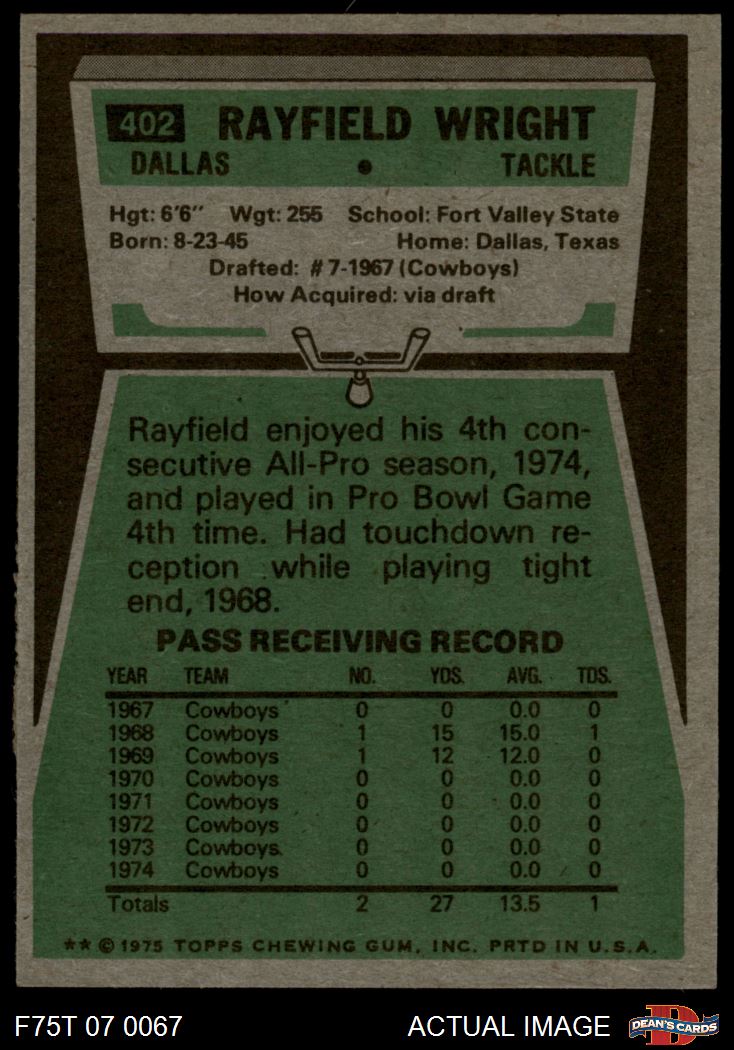 402 RAYFIELD WRIGHT
DALLAS • TACKLE
Hgt: 6'6" Wgt: 255 School: Fort Valley State
Born: 8-23-45 Home: Dallas, Texas
Drafted: #7-1967 (Cowboys)
How Acquired: via draft
Rayfield enjoyed his 4th con-
secutive All-Pro season, 1974,
and played in Pro Bowl Game
4th time. Had touchdown re-
ception while playing tight
end, 1968.
PASS RECEIVING RECORD
YEAR TEAM NO. YDS. AVG. TDS.
1967 Cowboys 0 0 0.0 0
1968 Cowboys 1 15 15.0 1
1969 Cowboys 1 12 12.0 0
1970 Cowboys 0 0 0.0 0
1971 Cowboys 0 0 0.0 0
1972 Cowboys 0 0 0.0 0
1973 Cowboys 0 0 0.0 0
1974 Cowboys 0 0 0.0 0
Totals 2 27 13.5 1
** © 1975 TOPPS CHEWING GUM, INC. PRTD IN U.S.A.
F75T 07 0067 ACTUAL IMAGE D DEAN'S CARDS